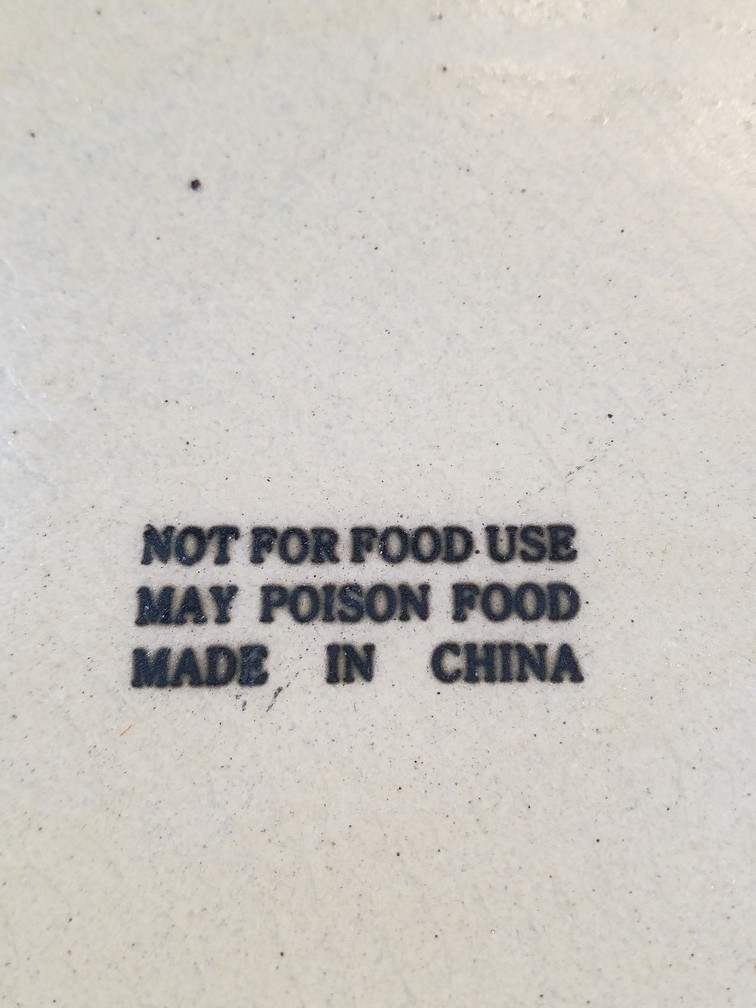 NOT FOR FOOD USE
MAY POISON FOOD
MADE IN CHINA